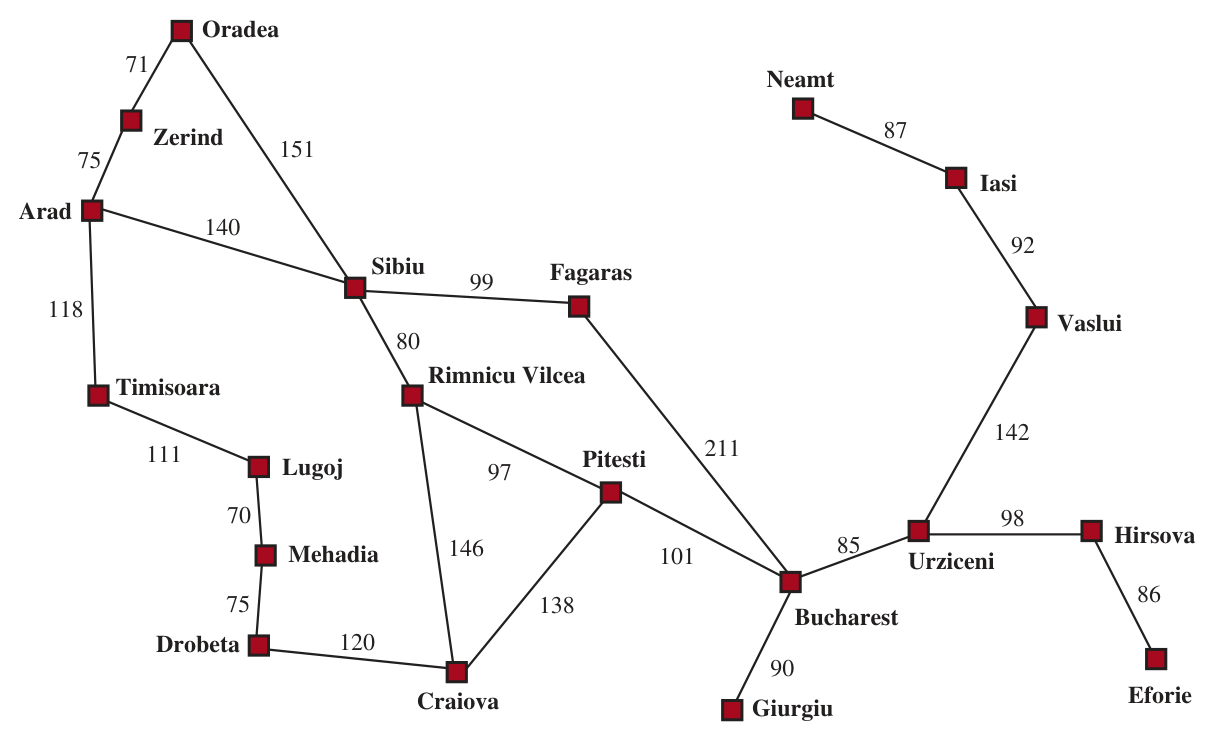 Oradea
71
Neamt
87
Zerind
151
75
Iasi
Arad
140
92
Sibiu
Fagaras
99
118
Vaslui
80
Rimnicu Vilcea
Timisoara
142
211
111
Lugoj
97
Pitesti
70
98
Hirsova
146
85
Mehadia
101
Urziceni
86
75
138
Bucharest
Drobeta
120
90
Craiova
Giurgiu
Eforie